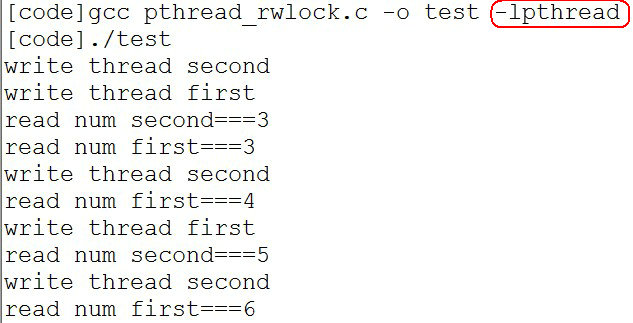 [code]gcc pthread_rwlock.c -o test -lpthread
[code]./test
write thread second
write thread first
read num second===3
read num first===3
write thread second
read num first===4
write thread first
read num second===5
write thread second
read num first===6